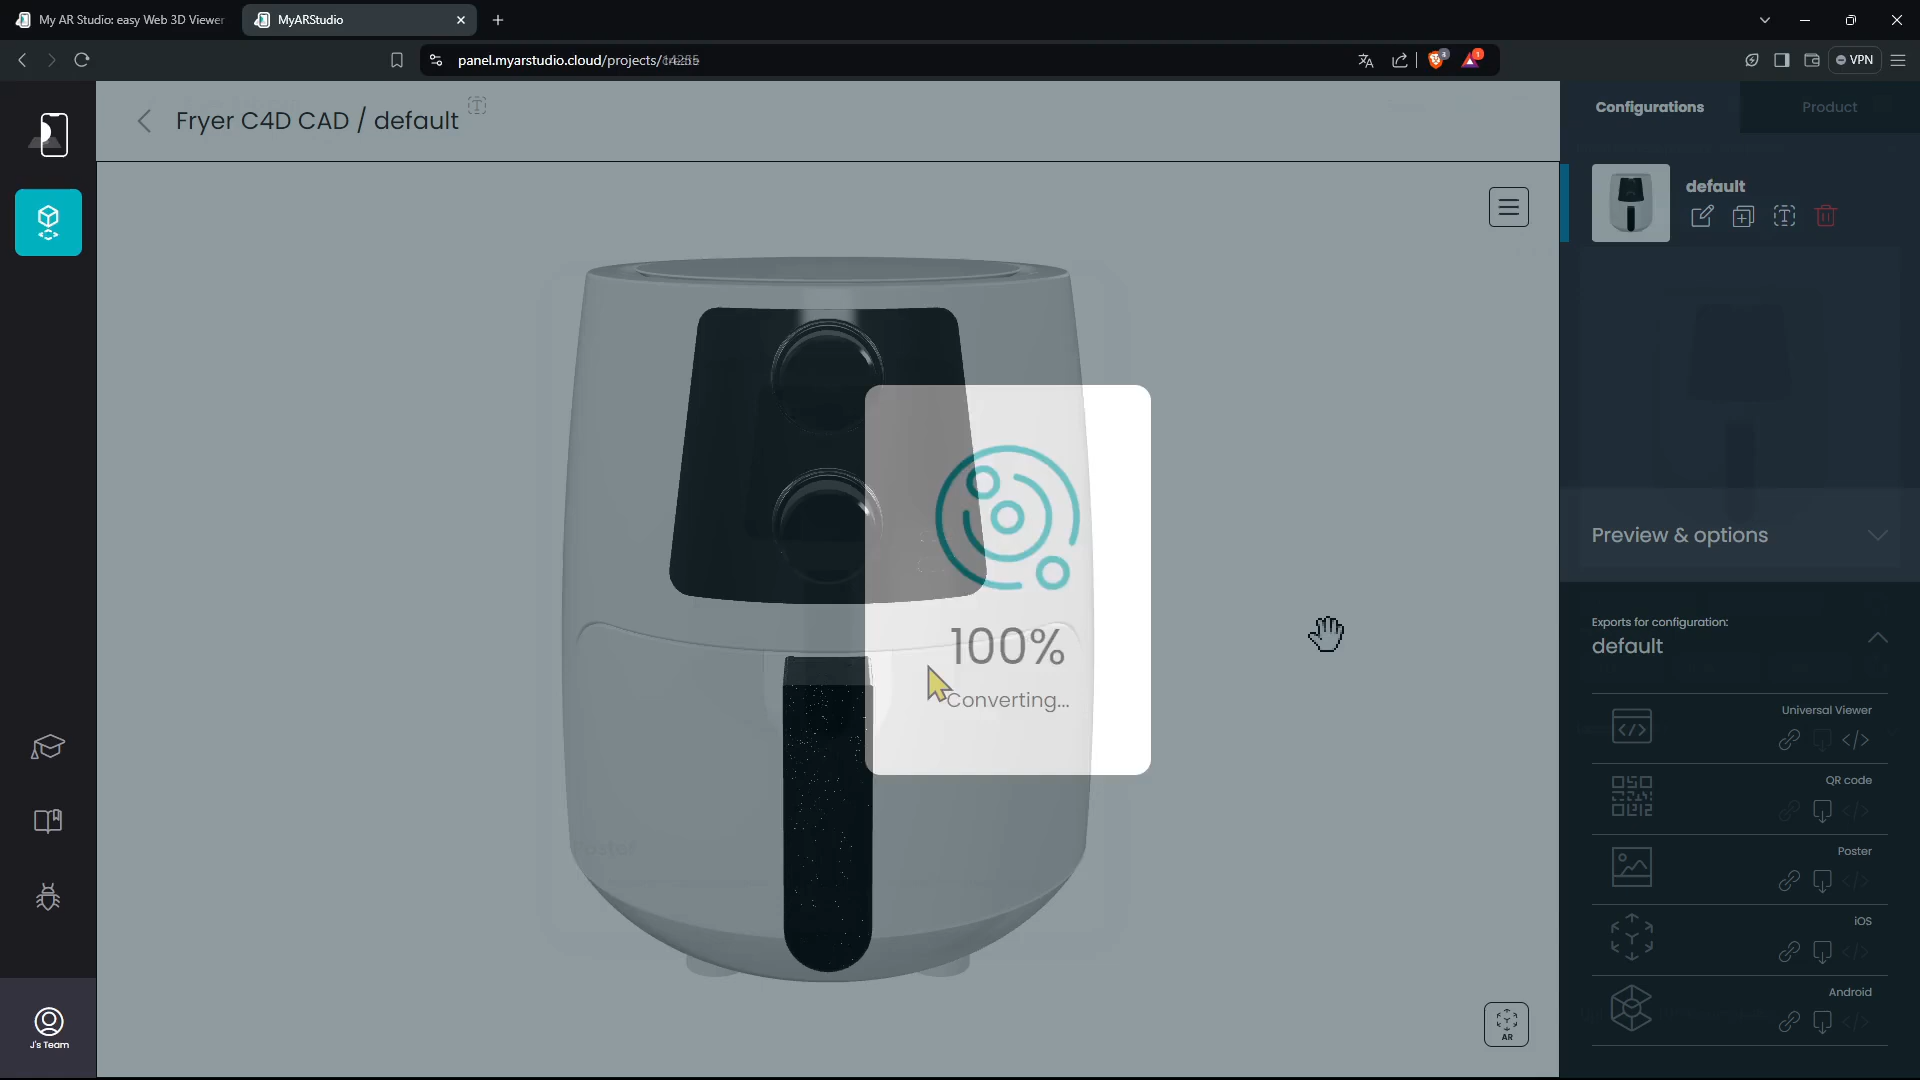 My AR Studio: easy Web 3D Viewer
MyARStudio
panel.myarstudio.cloud/projects/
VPN
Fryer C4D CAD / default
Configurations
Product
default
Preview & options
100%
Converting...
Exports for configuration:
default
Universal Viewer
QR code
Poster
iOS
Android
Poster
AR
J's Team